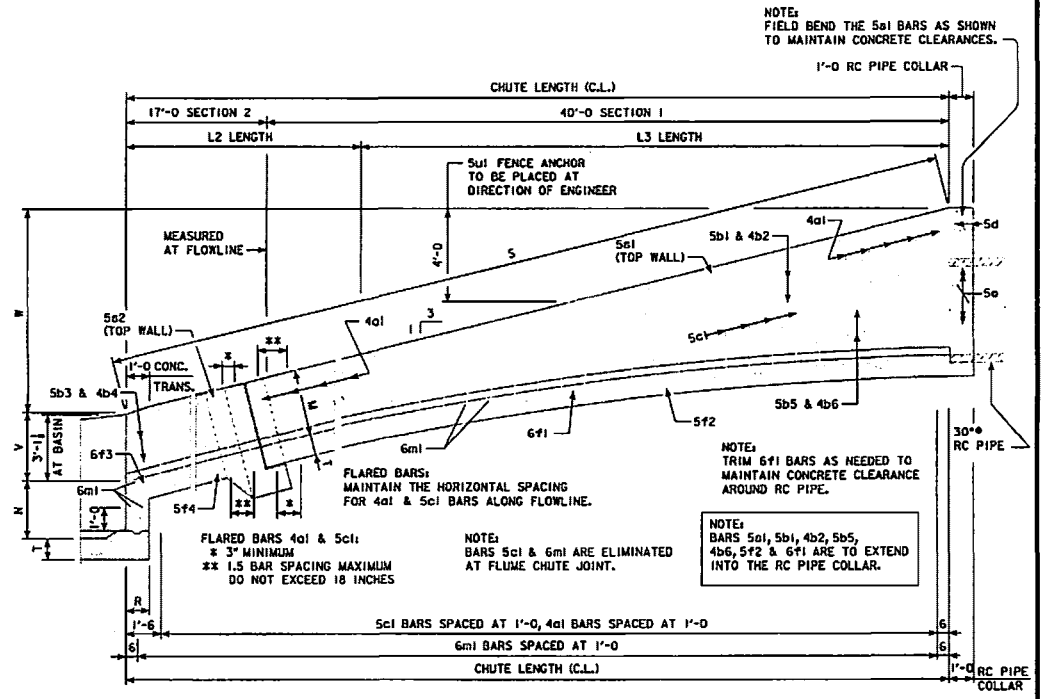 NOTE:
FIELD BEND THE 5a1 BARS AS SHOWN
TO MAINTAIN CONCRETE CLEARANCES.
1'-0 RC PIPE COLLAR
CHUTE LENGTH (C.L.)
17'-0 SECTION 2
40'-0 SECTION 1
L2 LENGTH
L3 LENGTH
5u1 FENCE ANCHOR
TO BE PLACED AT
DIRECTION OF ENGINEER
MEASURED
AT FLOWLINE
4'-0
S
5s1
(TOP WALL)
5b1 & 4b2
4a1
5d
5e
W
1
3
5c1
5s2
(TOP WALL)
*
**
4a1
1'-0 CONC.
TRANS.
5b3 & 4b4
M
T
V
3'-1⅛
AT BASIN
6f3
6m1
6m1
6f1
5f2
5b5 & 4b6
30"ø
RC PIPE
N
1'-0
5f4
**
*
T
FLARED BARS:
MAINTAIN THE HORIZONTAL SPACING
FOR 4a1 & 5c1 BARS ALONG FLOWLINE.
NOTE:
TRIM 6f1 BARS AS NEEDED TO
MAINTAIN CONCRETE CLEARANCE
AROUND RC PIPE.
FLARED BARS 4a1 & 5c1:
* 3" MINIMUM
** 1.5 BAR SPACING MAXIMUM
DO NOT EXCEED 18 INCHES
NOTE:
BARS 5c1 & 6m1 ARE ELIMINATED
AT FLUME CHUTE JOINT.
NOTE:
BARS 5a1, 5b1, 4b2, 5b5,
4b6, 5f2 & 6f1 ARE TO EXTEND
INTO THE RC PIPE COLLAR.
R
1'-6
5c1 BARS SPACED AT 1'-0, 4a1 BARS SPACED AT 1'-0
6
6
6m1 BARS SPACED AT 1'-0
6
CHUTE LENGTH (C.L.)
1'-0
RC PIPE
COLLAR